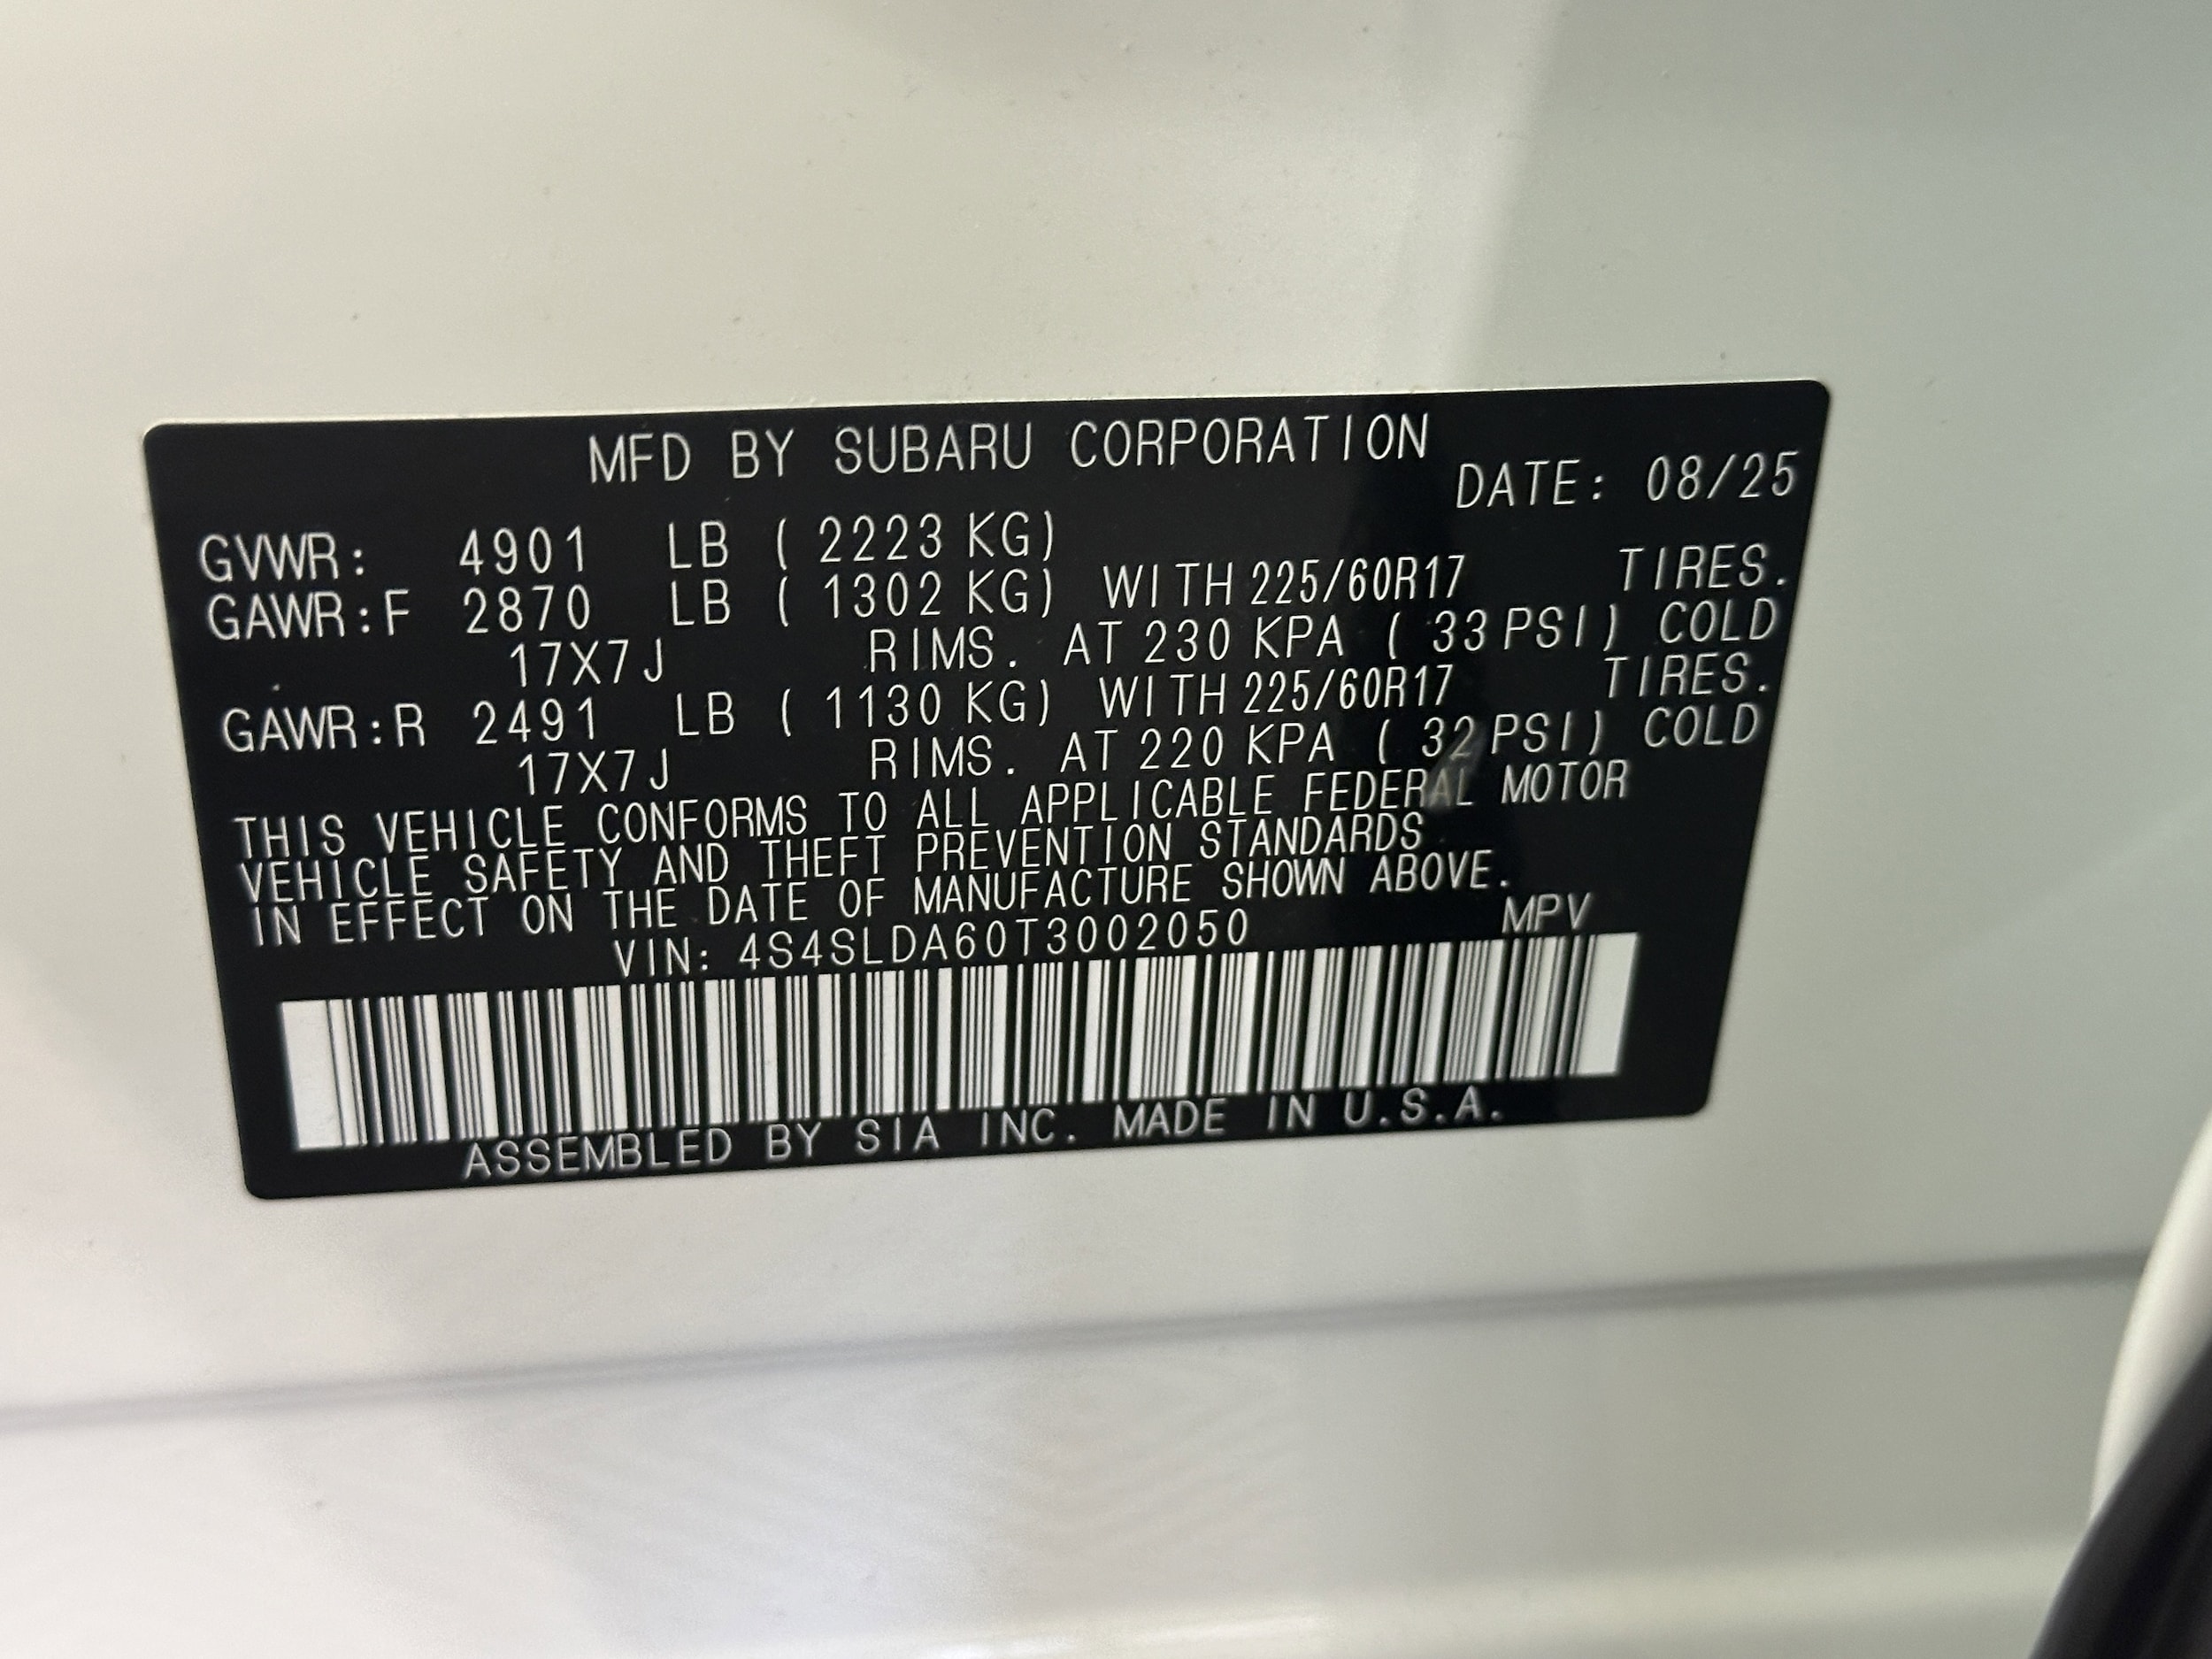 MFD BY SUBARU CORPORATION
DATE: 08/25
GVWR: 4901 LB ( 2223 KG)
GAWR:F 2870 LB ( 1302 KG) WITH 225/60R17 TIRES.
17X7J RIMS. AT 230 KPA ( 33 PSI) COLD
GAWR:R 2491 LB ( 1130 KG) WITH 225/60R17 TIRES.
17X7J RIMS. AT 220 KPA ( 32 PSI) COLD
THIS VEHICLE CONFORMS TO ALL APPLICABLE FEDERAL MOTOR
VEHICLE SAFETY AND THEFT PREVENTION STANDARDS
IN EFFECT ON THE DATE OF MANUFACTURE SHOWN ABOVE.
VIN: 4S4SLDA60T3002050 MPV
ASSEMBLED BY SIA INC. MADE IN U.S.A.